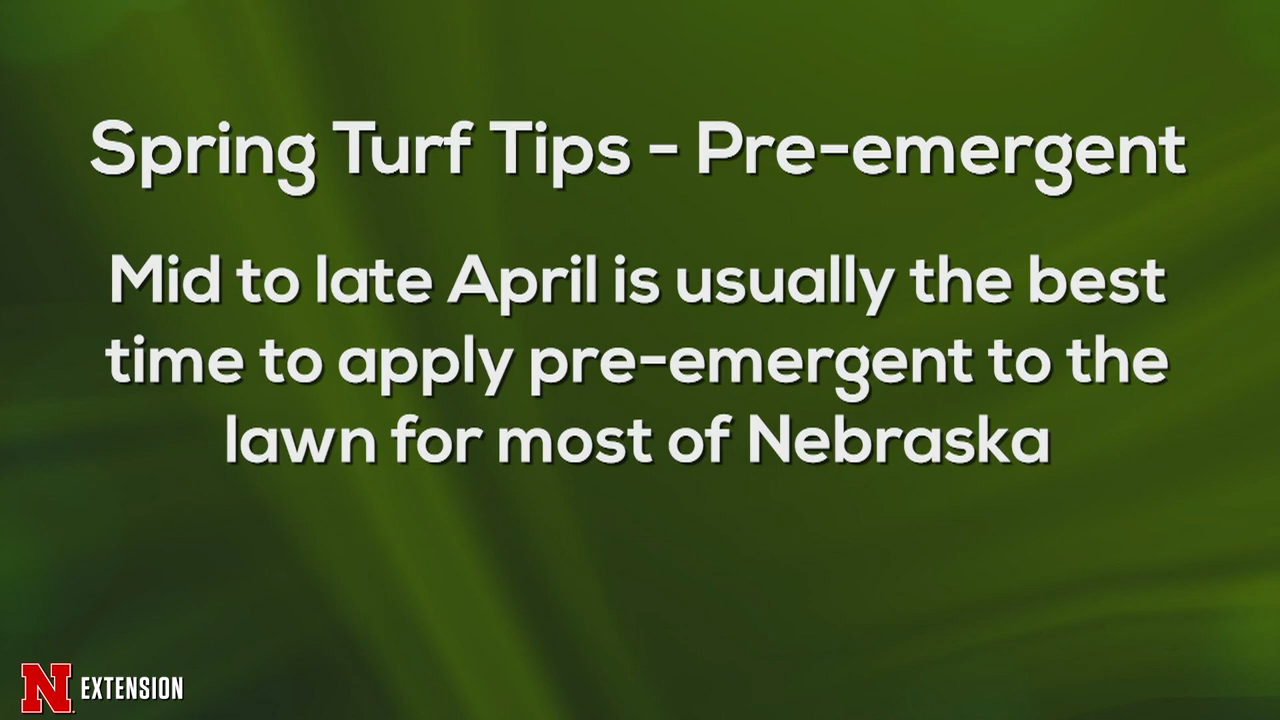 Spring Turf Tips - Pre-emergent
Mid to late April is usually the best
time to apply pre-emergent to the
lawn for most of Nebraska
N EXTENSION